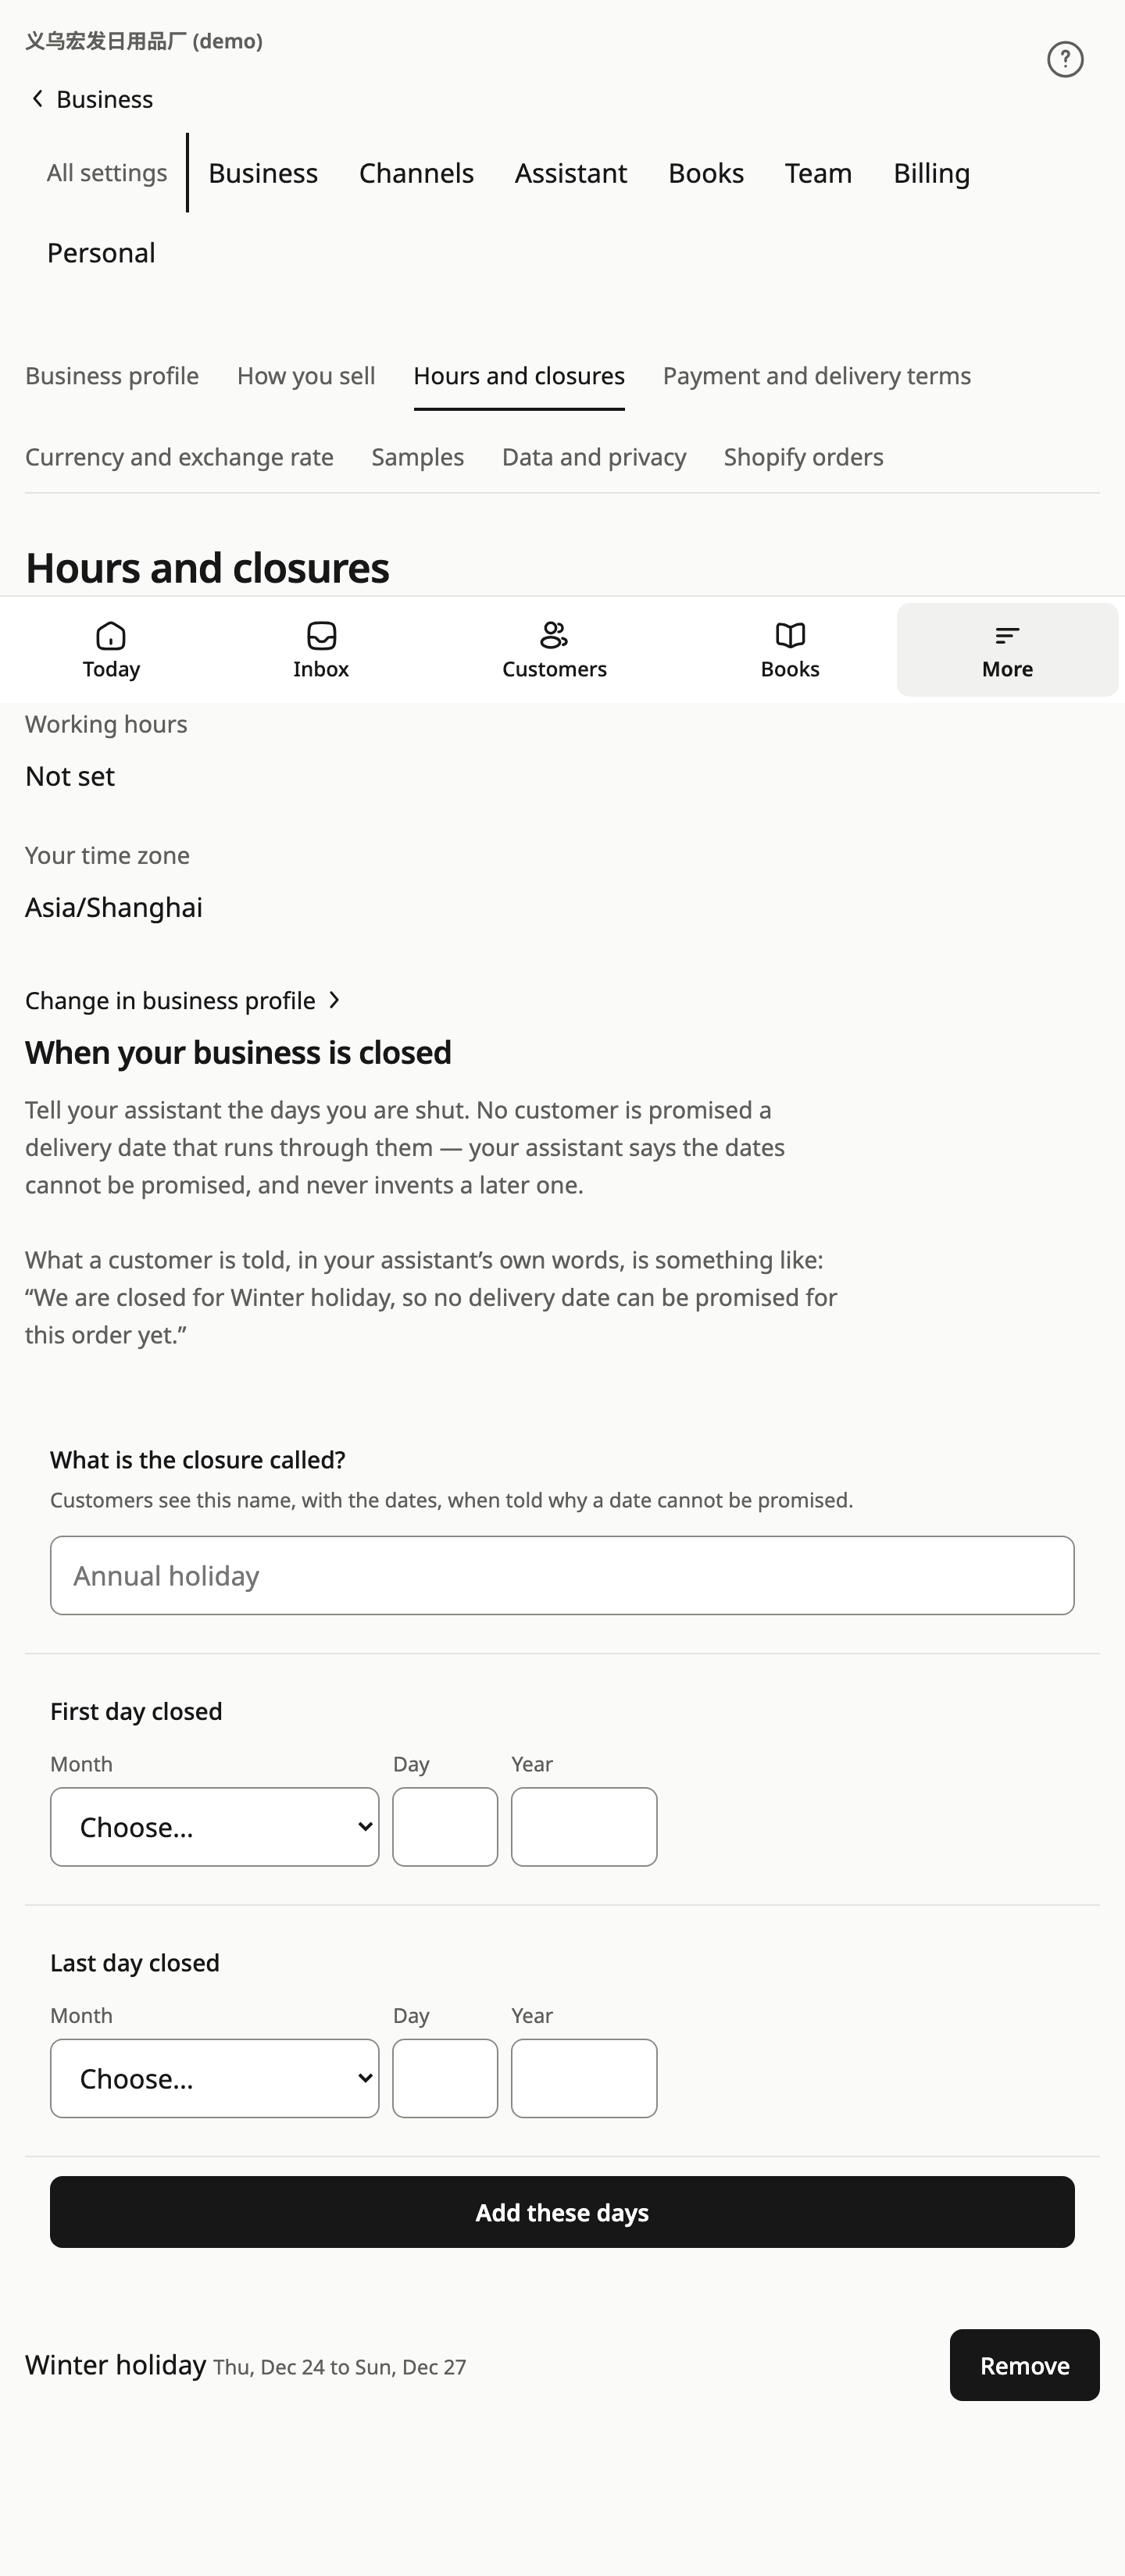 义乌宏发日用品厂 (demo)
Business
All settings Business Channels Assistant Books Team Billing
Personal
Business profile How you sell Hours and closures Payment and delivery terms
Currency and exchange rate Samples Data and privacy Shopify orders
Hours and closures
Today Inbox Customers Books More
Working hours
Not set
Your time zone
Asia/Shanghai
Change in business profile
When your business is closed
Tell your assistant the days you are shut. No customer is promised a
delivery date that runs through them — your assistant says the dates
cannot be promised, and never invents a later one.
What a customer is told, in your assistant’s own words, is something like:
“We are closed for Winter holiday, so no delivery date can be promised for
this order yet.”
What is the closure called?
Customers see this name, with the dates, when told why a date cannot be promised.
Annual holiday
First day closed
Month Day Year
Choose...
Last day closed
Month Day Year
Choose...
Add these days
Winter holiday Thu, Dec 24 to Sun, Dec 27 Remove